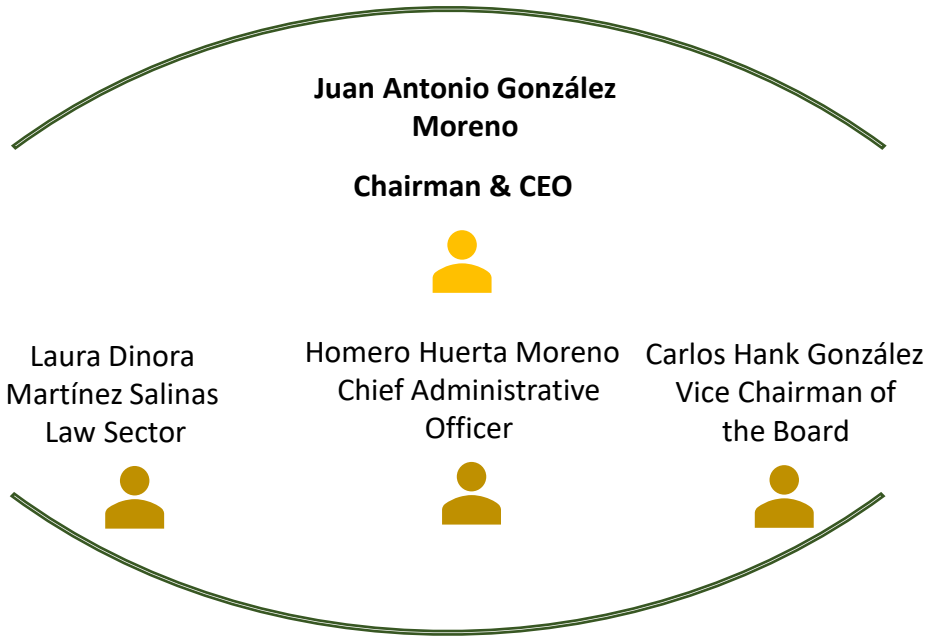 Juan Antonio González
Moreno
Chairman & CEO
Laura Dinora
Martínez Salinas
Law Sector
Homero Huerta Moreno
Chief Administrative
Officer
Carlos Hank González
Vice Chairman of
the Board